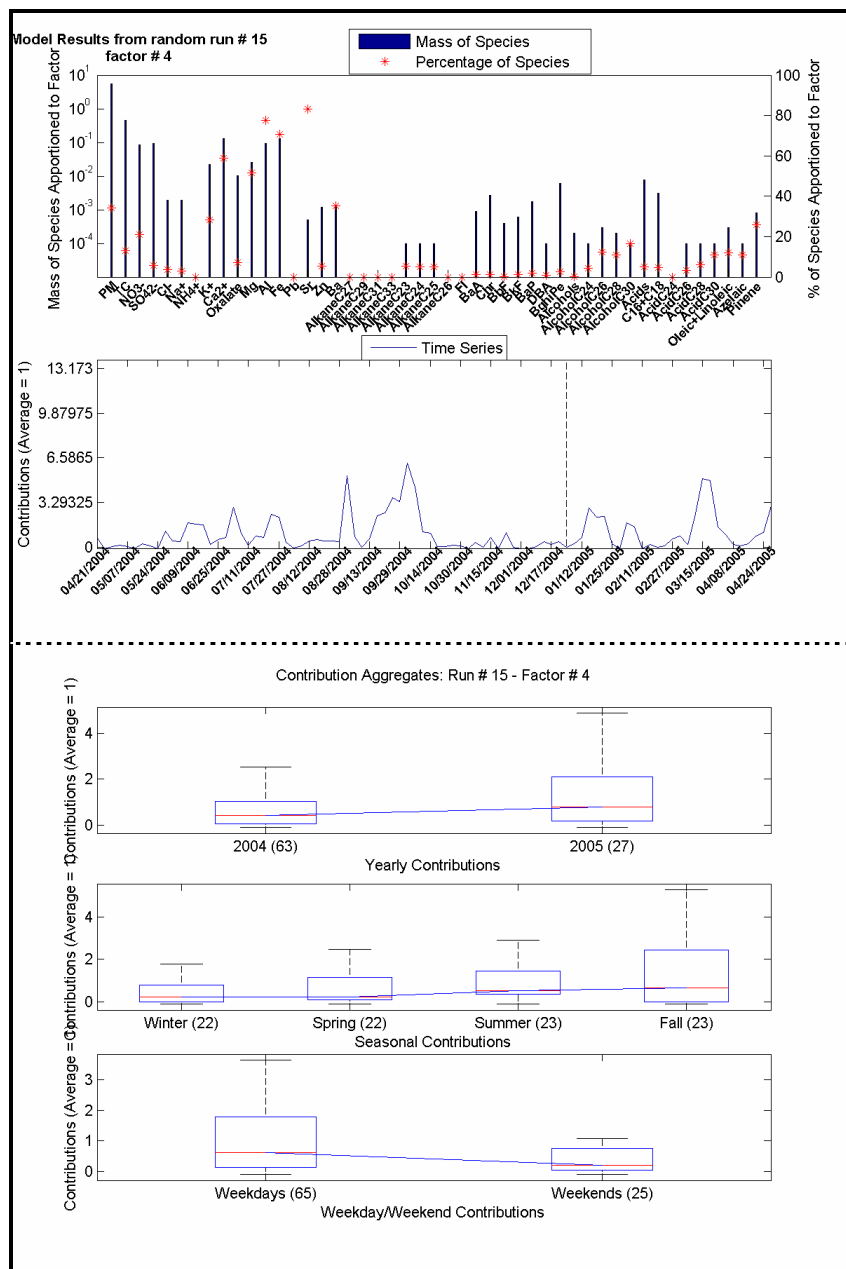 Model Results from random run # 15
factor # 4
Mass of Species
Percentage of Species
Mass of Species Apportioned to Factor
10^1
10^0
10^-1
10^-2
10^-3
10^-4
100
80
60
40
20
0
% of Species Apportioned to Factor
PM
TC
NO3-
SO42-
Cl-
Na+
NH4+
K+
Ca2+
Oxalate
Mg
AL
Fe
Pb
Sr
Zn
Ba
AlkaneC27
AlkaneC29
AlkaneC31
AlkaneC33
AlkaneC23
AlkaneC24
AlkaneC25
AlkaneC26
Fl
BaA
Chr
BbF
BkF
BaP
DBA
BghiPe
Alcohols
AlcoholC24
AlcoholC26
AlcoholC28
AlcoholC30
Acids
C16+C18
AcidC24
AcidC26
AcidC28
AcidC30
Oleic+Linoleic
Azelaic
Pinene
Time Series
Contributions (Average = 1)
13.173
9.87975
6.5865
3.29325
0
04/21/2004
05/07/2004
05/24/2004
06/09/2004
06/25/2004
07/11/2004
07/27/2004
08/12/2004
08/28/2004
09/13/2004
09/29/2004
10/14/2004
10/30/2004
11/15/2004
12/01/2004
12/17/2004
01/12/2005
01/25/2005
02/11/2005
02/27/2005
03/15/2005
04/08/2005
04/24/2005
Contribution Aggregates: Run # 15 - Factor # 4
Contributions (Average = 1)
4
2
0
2004 (63)
2005 (27)
Yearly Contributions
Contributions (Average = 1)
4
2
0
Winter (22)
Spring (22)
Summer (23)
Fall (23)
Seasonal Contributions
Contributions (Average = 1)
3
2
1
0
Weekdays (65)
Weekends (25)
Weekday/Weekend Contributions